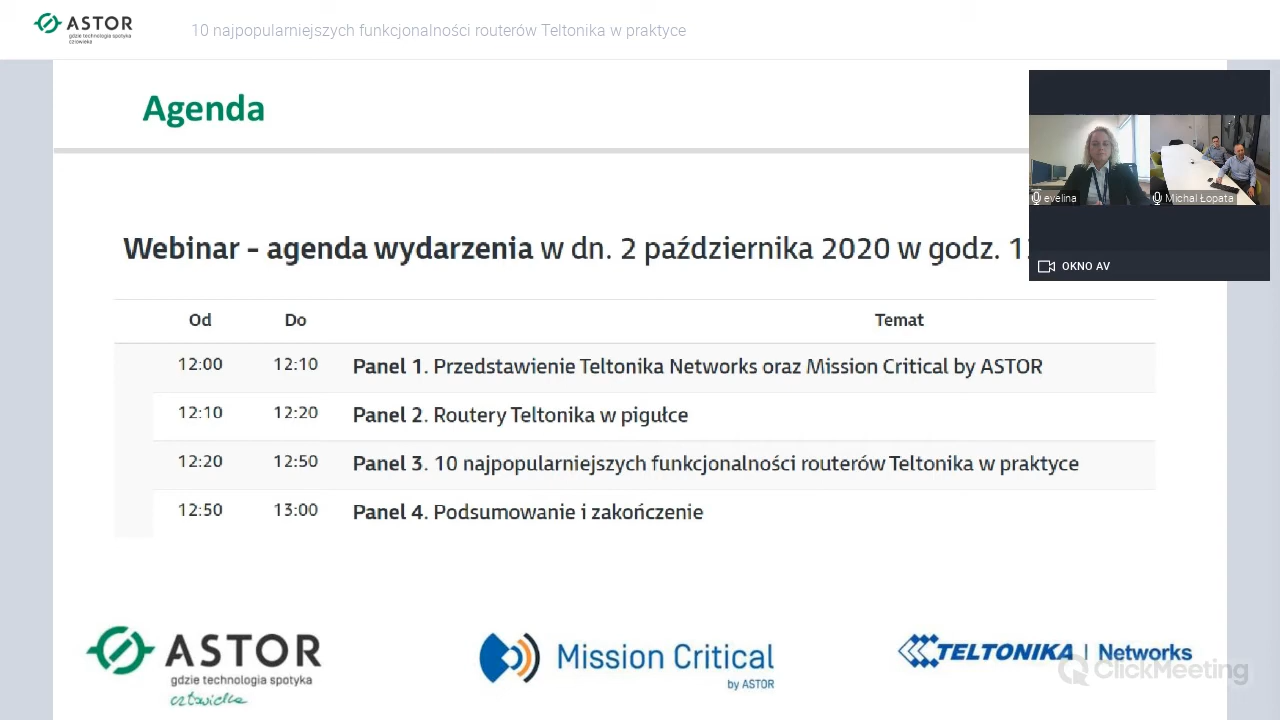 ASTOR
gdzie technologia spotyka
człowieka
10 najpopularniejszych funkcjonalności routerów Teltonika w praktyce
Agenda
evelina
Michał Łopata
OKNO AV
Webinar - agenda wydarzenia w dn. 2 października 2020 w godz.
Od Do Temat
12:00 12:10 Panel 1. Przedstawienie Teltonika Networks oraz Mission Critical by ASTOR
12:10 12:20 Panel 2. Routery Teltonika w pigułce
12:20 12:50 Panel 3. 10 najpopularniejszych funkcjonalności routerów Teltonika w praktyce
12:50 13:00 Panel 4. Podsumowanie i zakończenie
ASTOR
gdzie technologia spotyka
człowieka
Mission Critical
by ASTOR
TELTONIKA | Networks
ClickMeeting